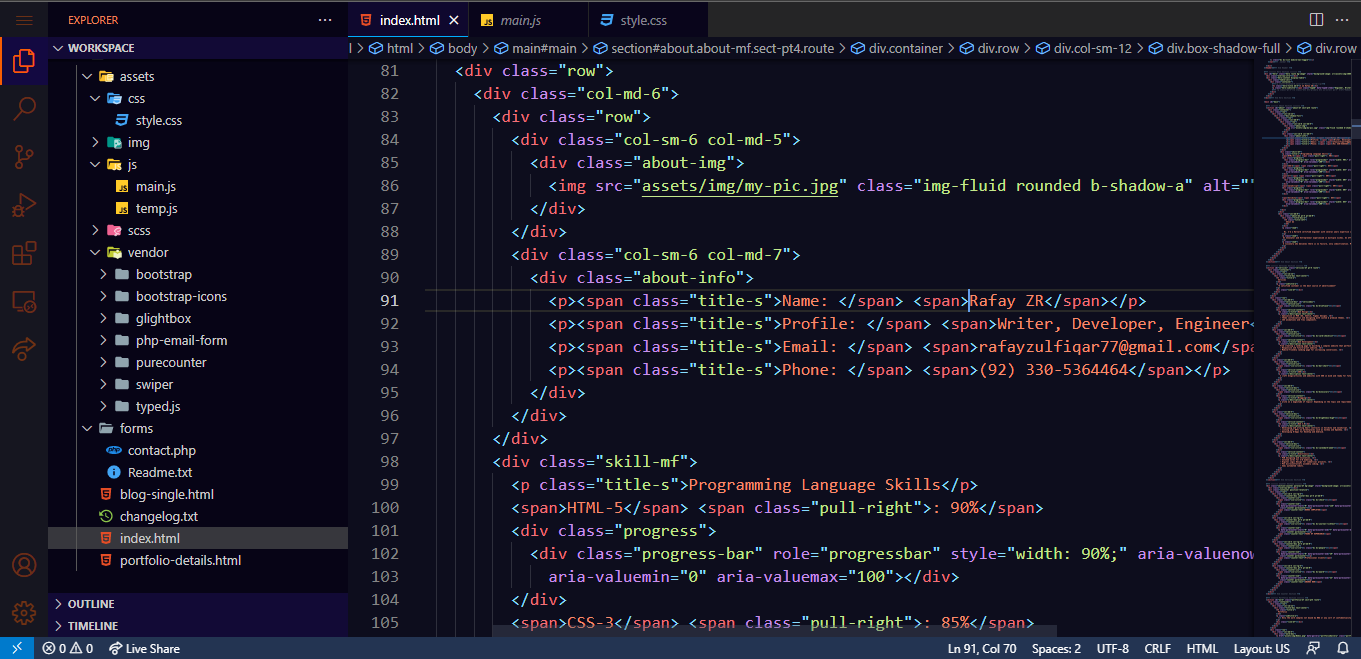 EXPLORER
WORKSPACE
assets
css
style.css
img
js
main.js
temp.js
scss
vendor
bootstrap
bootstrap-icons
glightbox
php-email-form
purecounter
swiper
typed.js
forms
contact.php
Readme.txt
blog-single.html
changelog.txt
index.html
portfolio-details.html
OUTLINE
TIMELINE
index.html main.js style.css
html > body > main#main > section#about.about-mf.sect-pt4.route > div.container > div.row > div.col-sm-12 > div.box-shadow-full > div.row
81 <div class="row">
82 <div class="col-md-6">
83 <div class="row">
84 <div class="col-sm-6 col-md-5">
85 <div class="about-img">
86 <img src="assets/img/my-pic.jpg" class="img-fluid rounded b-shadow-a" alt=""
87 </div>
88 </div>
89 <div class="col-sm-6 col-md-7">
90 <div class="about-info">
91 <p><span class="title-s">Name: </span> <span>Rafay ZR</span></p>
92 <p><span class="title-s">Profile: </span> <span>Writer, Developer, Engineer<
93 <p><span class="title-s">Email: </span> <span>rafayzulfiqar77@gmail.com</spa
94 <p><span class="title-s">Phone: </span> <span>(92) 330-5364464</span></p>
95 </div>
96 </div>
97 </div>
98 <div class="skill-mf">
99 <p class="title-s">Programming Language Skills</p>
100 <span>HTML-5</span> <span class="pull-right">: 90%</span>
101 <div class="progress">
102 <div class="progress-bar" role="progressbar" style="width: 90%;" aria-valuenow
103 aria-valuemin="0" aria-valuemax="100"></div>
104 </div>
105 <span>CSS-3</span> <span class="pull-right">: 85%</span>
0 0 Live Share Ln 91, Col 70 Spaces: 2 UTF-8 CRLF HTML Layout: US